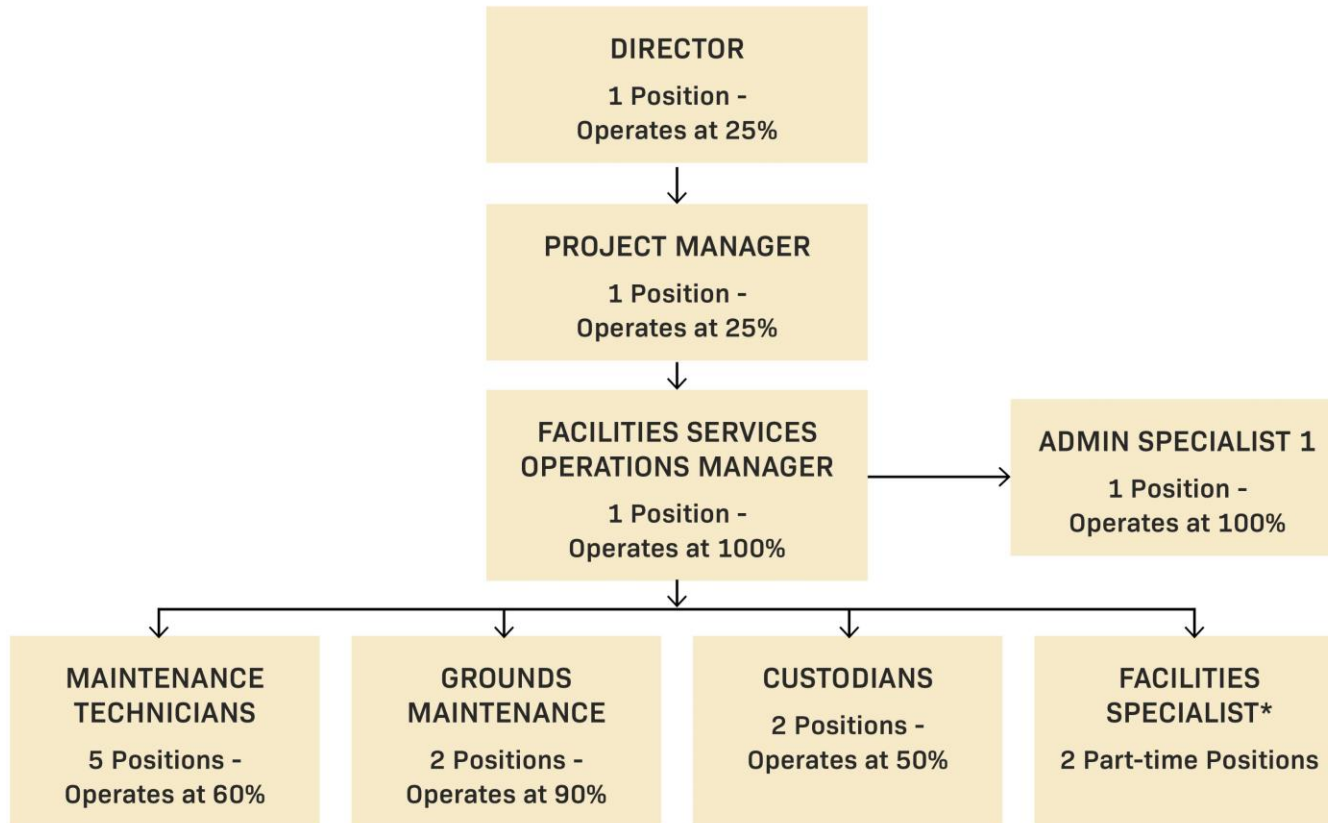 DIRECTOR
1 Position -
Operates at 25%
PROJECT MANAGER
1 Position -
Operates at 25%
FACILITIES SERVICES
OPERATIONS MANAGER
1 Position -
Operates at 100%
ADMIN SPECIALIST 1
1 Position -
Operates at 100%
MAINTENANCE
TECHNICIANS
5 Positions -
Operates at 60%
GROUNDS
MAINTENANCE
2 Positions -
Operates at 90%
CUSTODIANS
2 Positions -
Operates at 50%
FACILITIES
SPECIALIST*
2 Part-time Positions